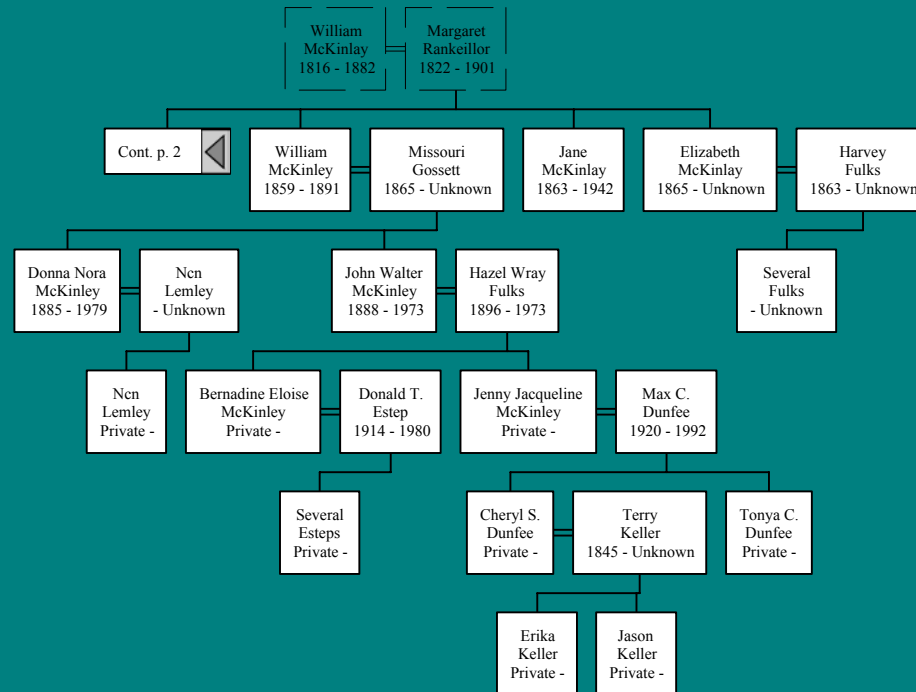 William
McKinlay
1816 - 1882
Margaret
Rankeillor
1822 - 1901
Cont. p. 2
William
McKinley
1859 - 1891
Missouri
Gossett
1865 - Unknown
Jane
McKinlay
1863 - 1942
Elizabeth
McKinlay
1865 - Unknown
Harvey
Fulks
1863 - Unknown
Donna Nora
McKinley
1885 - 1979
Ncn
Lemley
- Unknown
John Walter
McKinley
1888 - 1973
Hazel Wray
Fulks
1896 - 1973
Several
Fulks
- Unknown
Ncn
Lemley
Private -
Bernadine Eloise
McKinley
Private -
Donald T.
Estep
1914 - 1980
Jenny Jacqueline
McKinley
Private -
Max C.
Dunfee
1920 - 1992
Several
Esteps
Private -
Cheryl S.
Dunfee
Private -
Terry
Keller
1845 - Unknown
Tonya C.
Dunfee
Private -
Erika
Keller
Private -
Jason
Keller
Private -